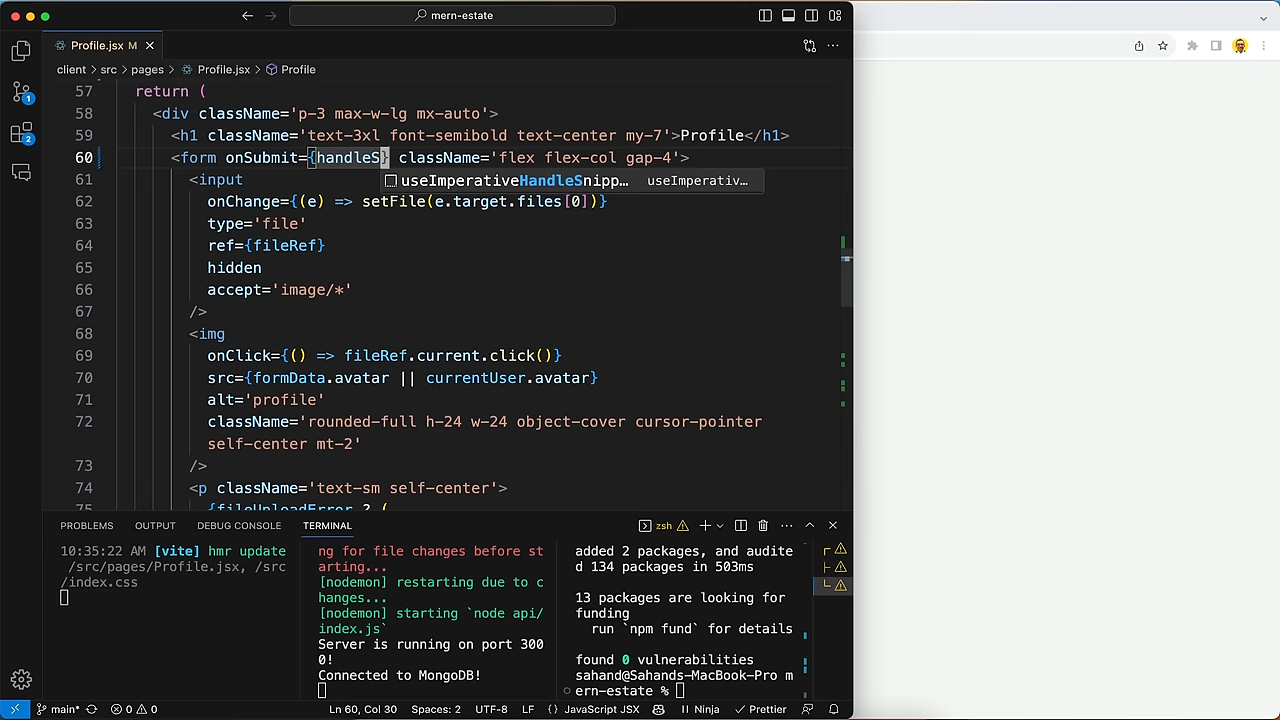 mern-estate
Profile.jsx M
client > src > pages > Profile.jsx > Profile
57 return (
58 <div className='p-3 max-w-lg mx-auto'>
59 <h1 className='text-3xl font-semibold text-center my-7'>Profile</h1>
60 <form onSubmit={handleS} className='flex flex-col gap-4'>
61 <input
useImperativeHandleSnipp… useImperativ…
62 onChange={(e) => setFile(e.target.files[0])}
63 type='file'
64 ref={fileRef}
65 hidden
66 accept='image/*'
67 />
68 <img
69 onClick={() => fileRef.current.click()}
70 src={formData.avatar || currentUser.avatar}
71 alt='profile'
72 className='rounded-full h-24 w-24 object-cover cursor-pointer
self-center mt-2'
73 />
74 <p className='text-sm self-center'>
75 {fileUploadError ? (
1
2
PROBLEMS OUTPUT DEBUG CONSOLE TERMINAL
zsh
10:35:22 AM [vite] hmr update
/src/pages/Profile.jsx, /src
/index.css
ng for file changes before st
arting...
[nodemon] restarting due to c
hanges...
[nodemon] starting `node api/
index.js`
Server is running on port 300
0!
Connected to MongoDB!
added 2 packages, and audite
d 134 packages in 503ms
13 packages are looking for
funding
run `npm fund` for details
found 0 vulnerabilities
sahand@Sahands-MacBook-Pro m
ern-estate %
main* 0 0 Ln 60, Col 30 Spaces: 2 UTF-8 LF {} JavaScript JSX Ninja Prettier